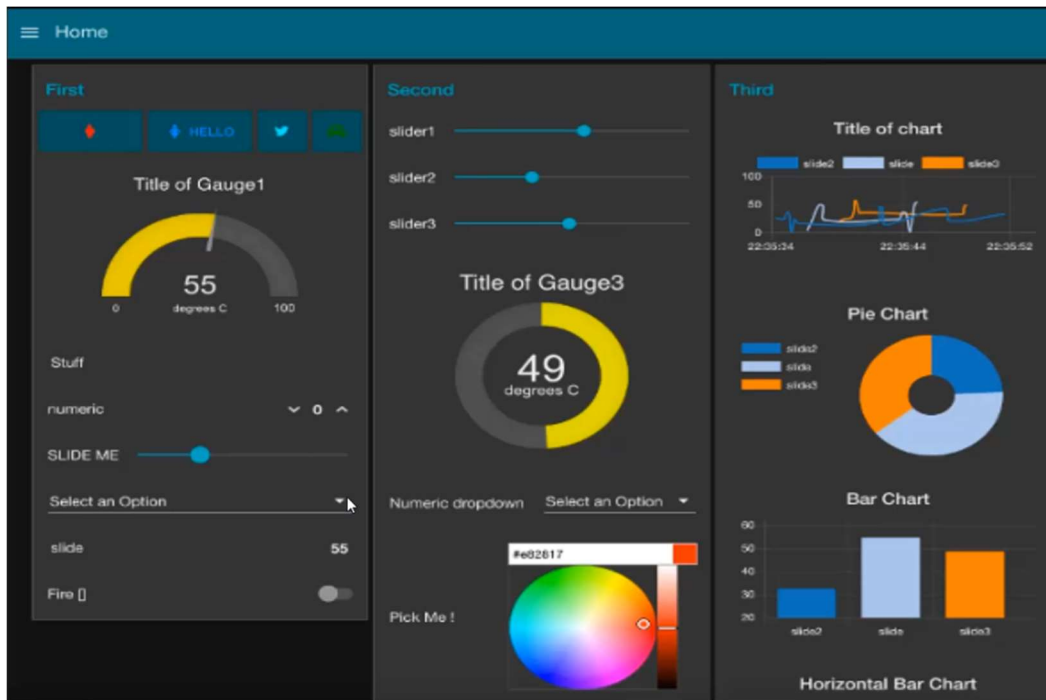 Home
First
HELLO
Title of Gauge1
55
degrees C
0
100
Stuff
numeric
0
SLIDE ME
Select an Option
slide
55
Fire []
Second
slider1
slider2
slider3
Title of Gauge3
49
degrees C
Numeric dropdown
Select an Option
#e82817
Pick Me !
Third
Title of chart
slide2 slide slide3
100
50
0
22:35:24 22:35:44 22:35:52
Pie Chart
slide2
slide
slide3
Bar Chart
60
50
40
30
20
slide2 slide slide3
Horizontal Bar Chart